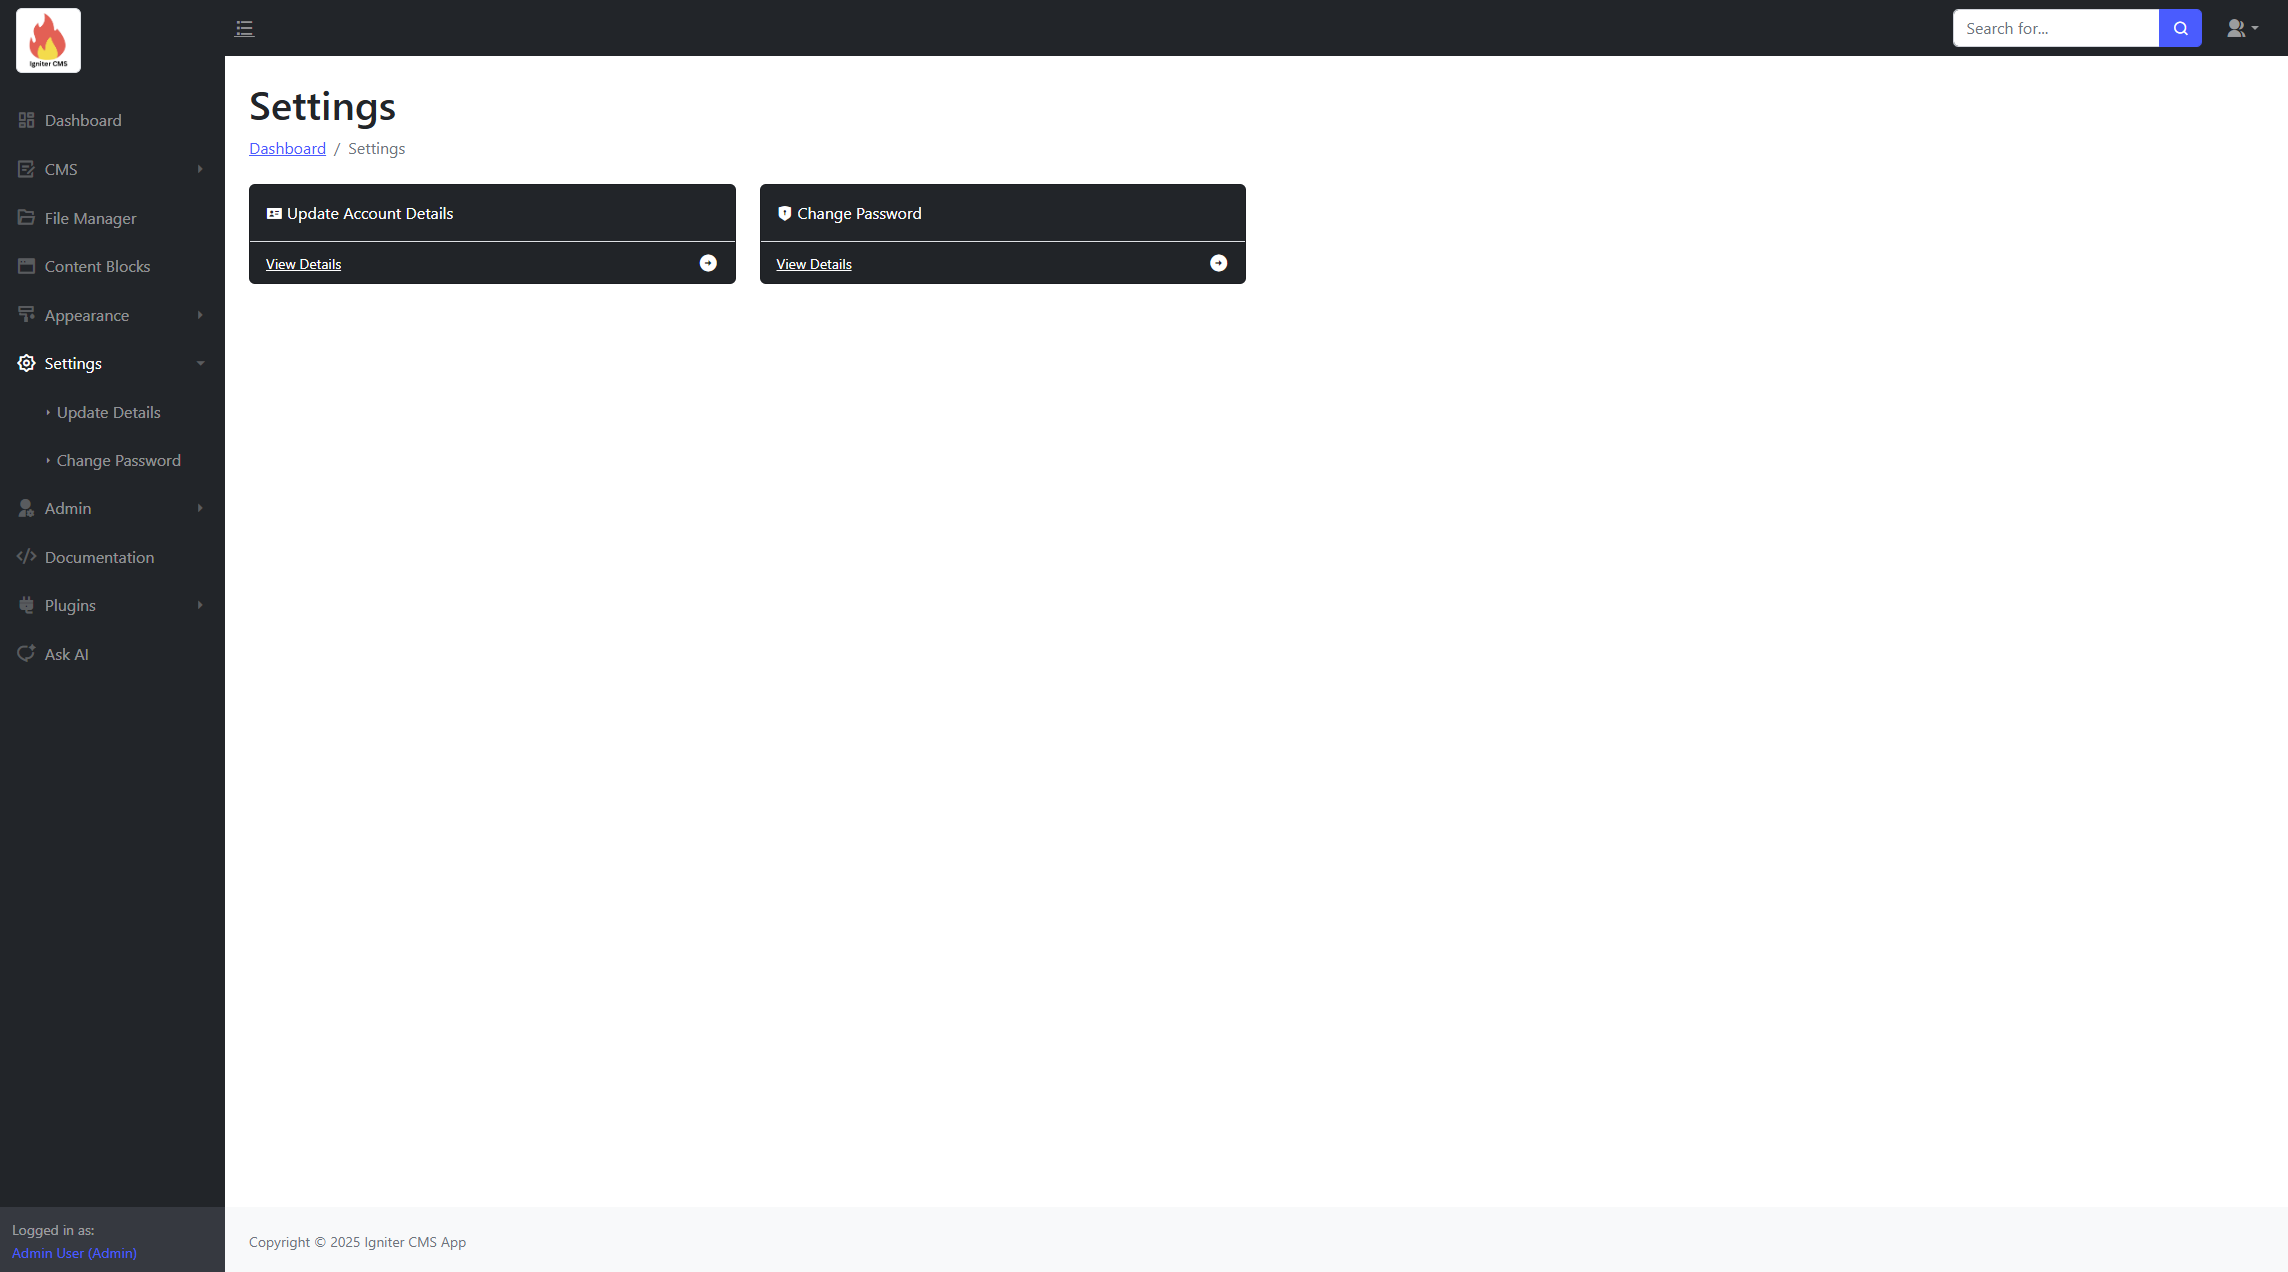 Igniter CMS
Search for...
Dashboard
CMS
File Manager
Content Blocks
Appearance
Settings
Update Details
Change Password
Admin
Documentation
Plugins
Ask AI
Logged in as:
Admin User (Admin)
Settings
Dashboard / Settings
Update Account Details
View Details
Change Password
View Details
Copyright © 2025 Igniter CMS App